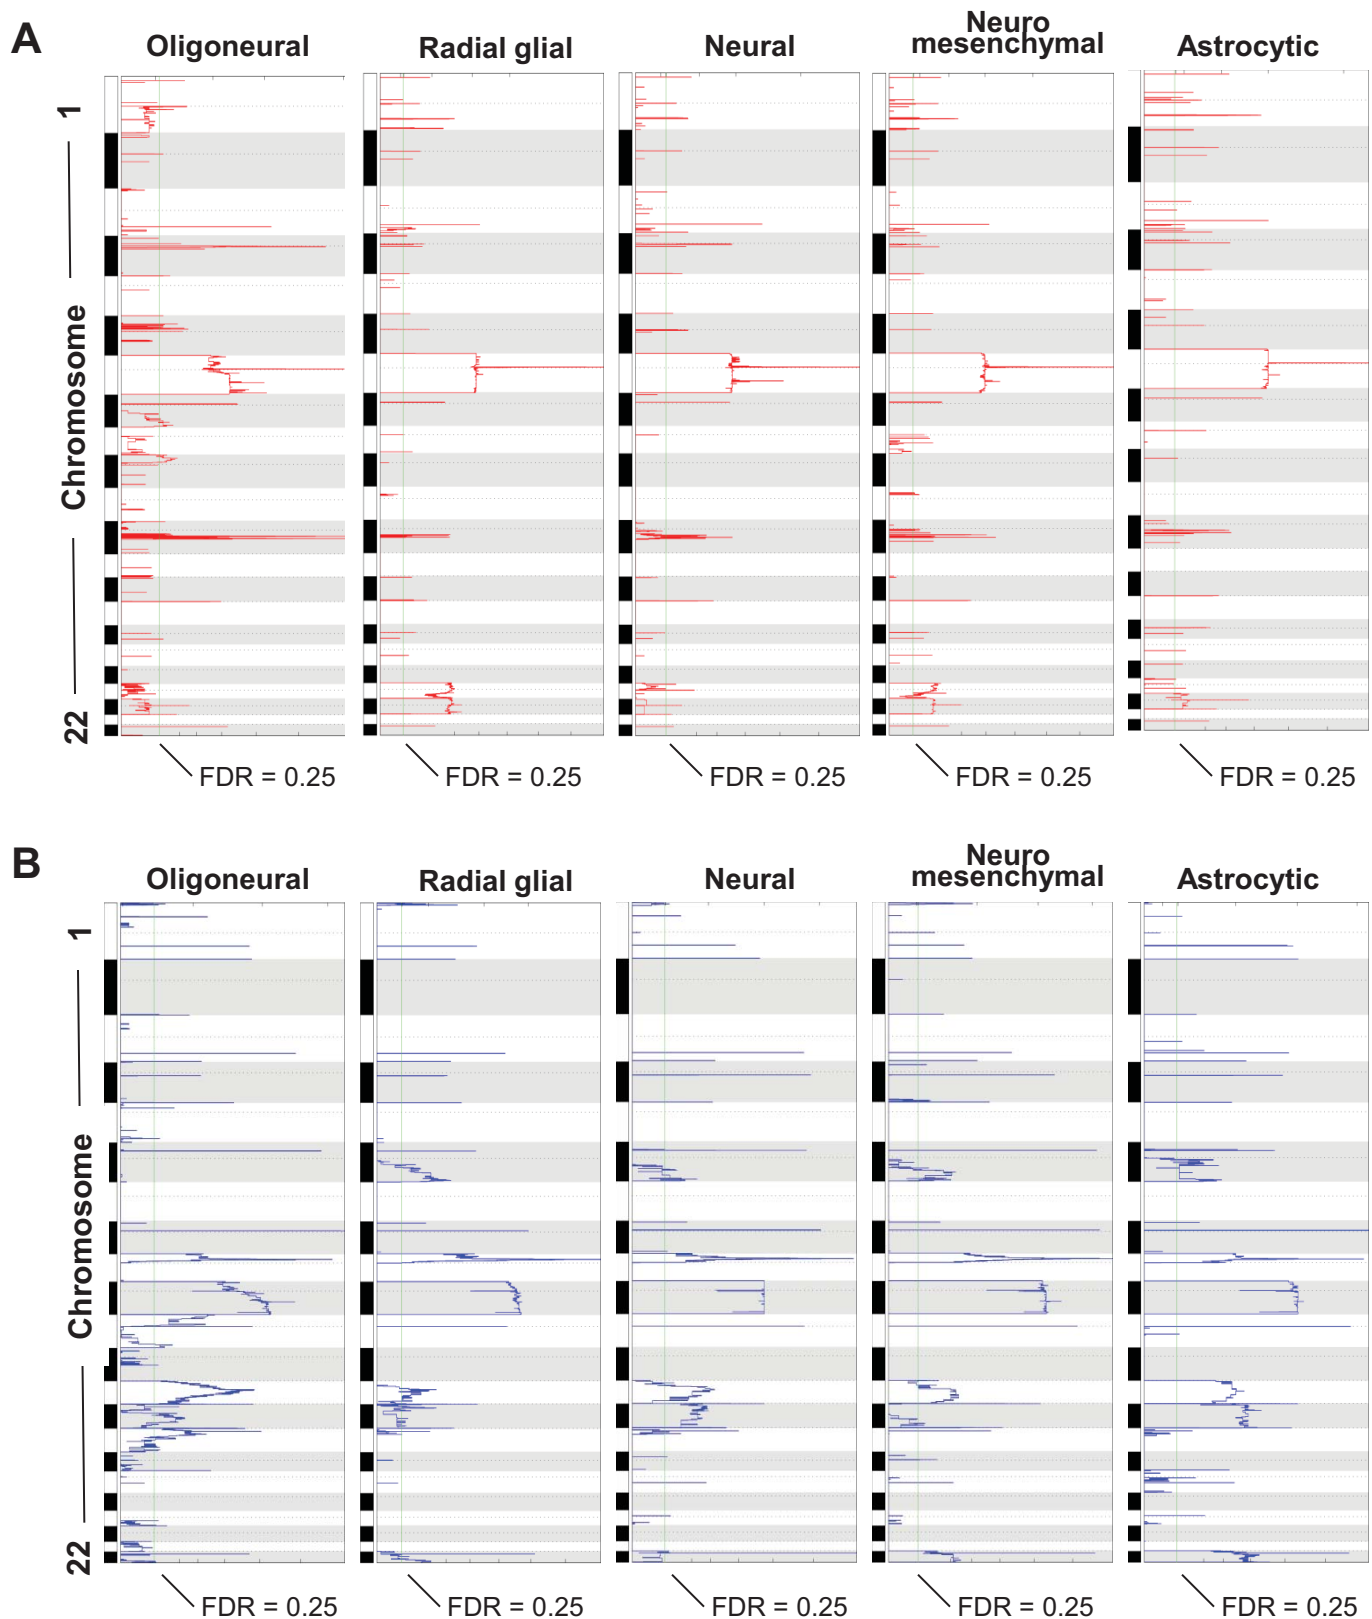 A
Oligoneural
Radial glial
Neural
Neuro
mesenchymal
Astrocytic
1
Chromosome
22
FDR = 0.25
FDR = 0.25
FDR = 0.25
FDR = 0.25
FDR = 0.25
B
Oligoneural
Radial glial
Neural
Neuro
mesenchymal
Astrocytic
1
Chromosome
22
FDR = 0.25
FDR = 0.25
FDR = 0.25
FDR = 0.25
FDR = 0.25